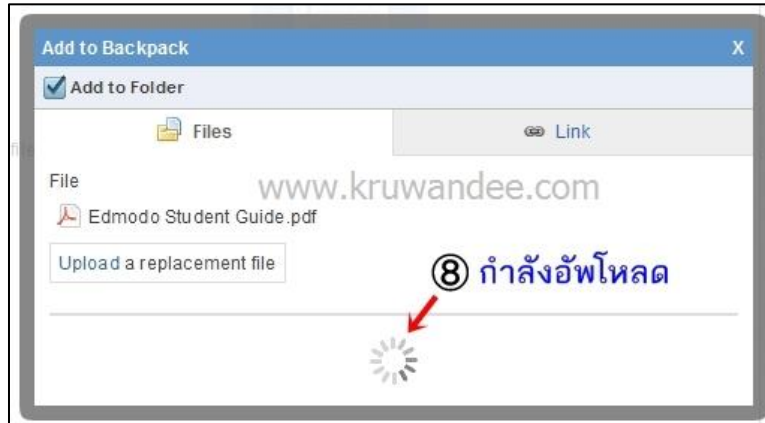 Add to Backpack X
Add to Folder
Files Link
File
www.kruwandee.com
Edmodo Student Guide.pdf
Upload a replacement file
⑧ กำลังอัพโหลด